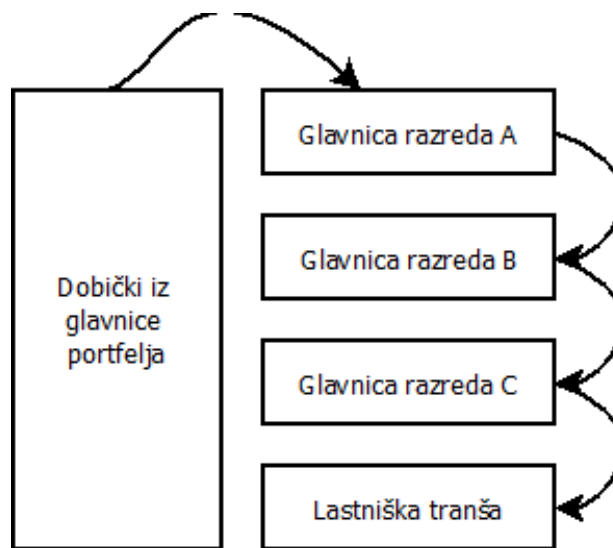 Dobički iz
glavnice
portfelja
Glavnica razreda A
Glavnica razreda B
Glavnica razreda C
Lastniška tranša